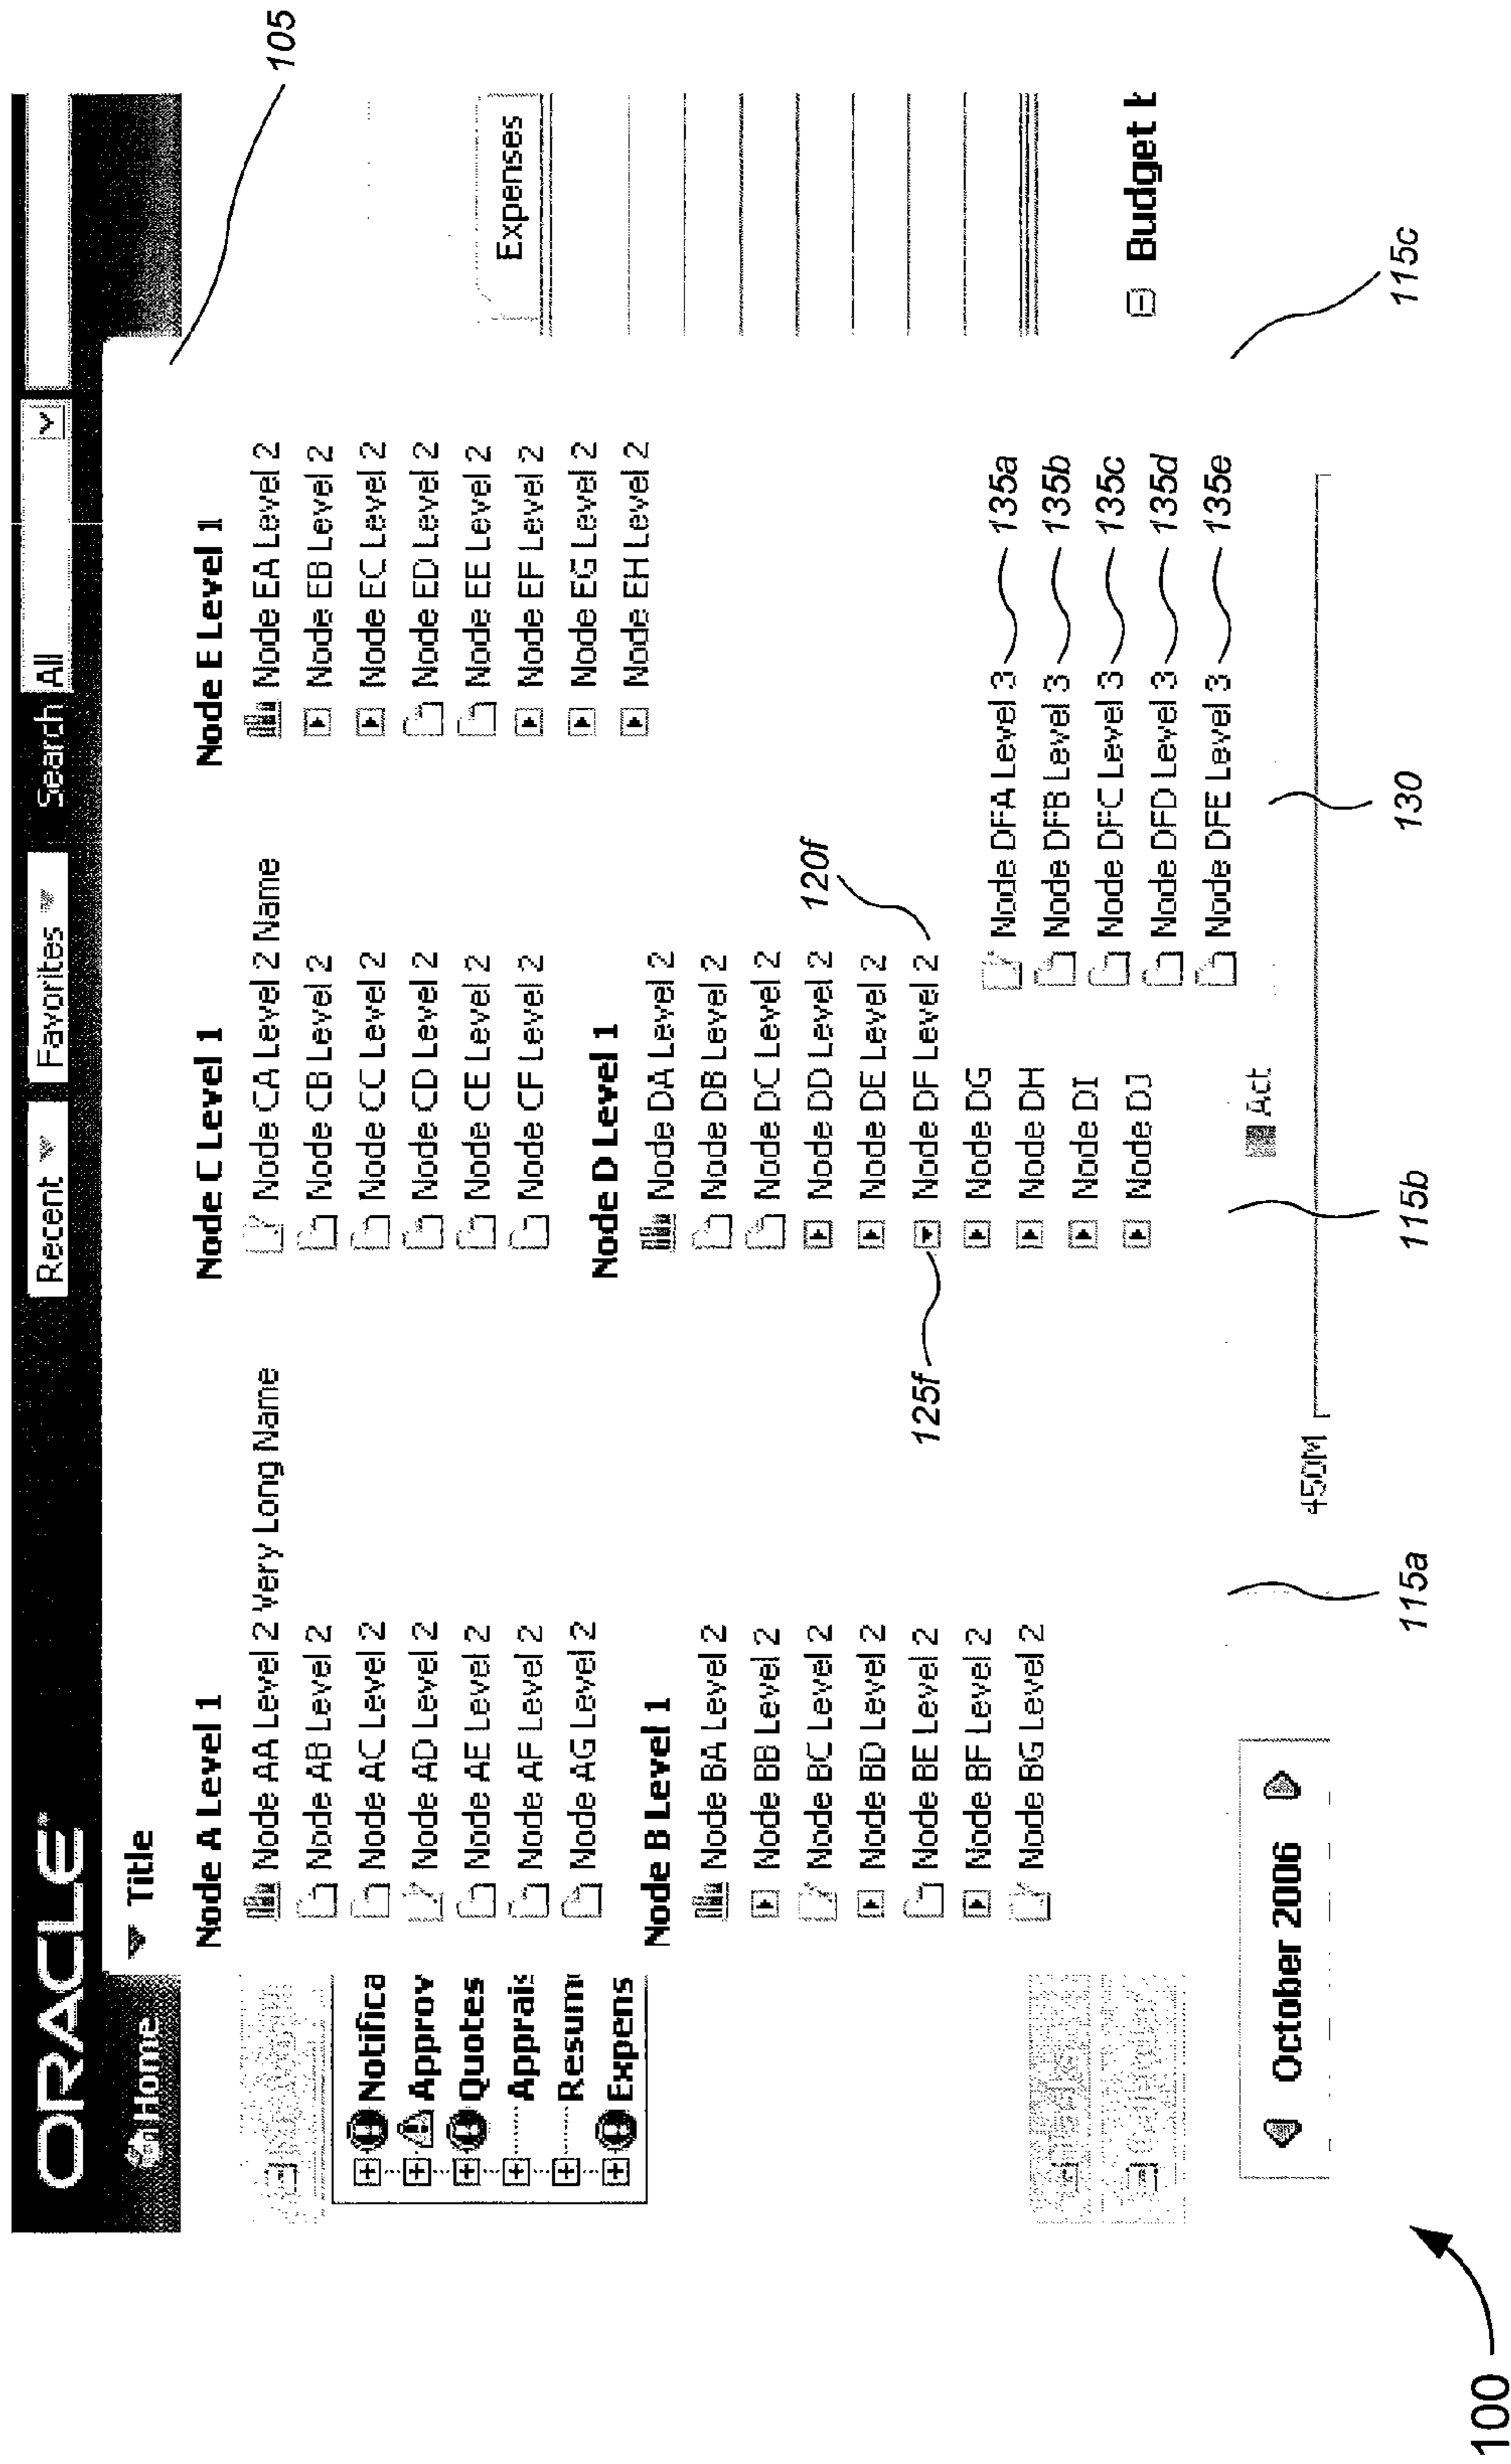 ORACLE
Recent
Favorites
Search
All
Home
Title
105
Node A Level 1
Node AA Level 2 Very Long Name
Node AB Level 2
Node AC Level 2
Node AD Level 2
Node AE Level 2
Node AF Level 2
Node AG Level 2
Node B Level 1
Node BA Level 2
Node BB Level 2
Node BC Level 2
Node BD Level 2
Node BE Level 2
Node BF Level 2
Node BG Level 2
Node C Level 1
Node CA Level 2 Name
Node CB Level 2
Node CC Level 2
Node CD Level 2
Node CE Level 2
Node CF Level 2
Node D Level 1
Node DA Level 2
Node DB Level 2
Node DC Level 2
Node DD Level 2
Node DE Level 2
Node DF Level 2
Node DG
Node DH
Node DI
Node DJ
120f
125f
Node E Level 1
Node EA Level 2
Node EB Level 2
Node EC Level 2
Node ED Level 2
Node EE Level 2
Node EF Level 2
Node EG Level 2
Node EH Level 2
Node DFA Level 3 135a
Node DFB Level 3 135b
Node DFC Level 3 135c
Node DFD Level 3 135d
Node DFE Level 3 135e
Notifica
Approv
Quotes
Apprais
Resum
Expens
Expenses
Budget
Act
October 2006
450M
115a
115b
130
115c
100